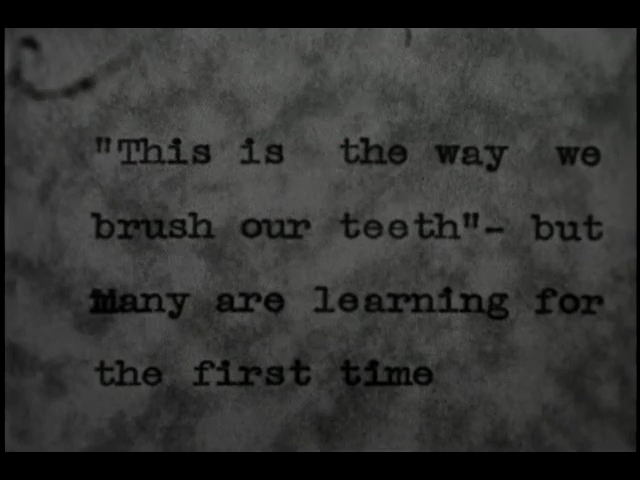 "This is the way we
brush our teeth"- but
many are learning for
the first time